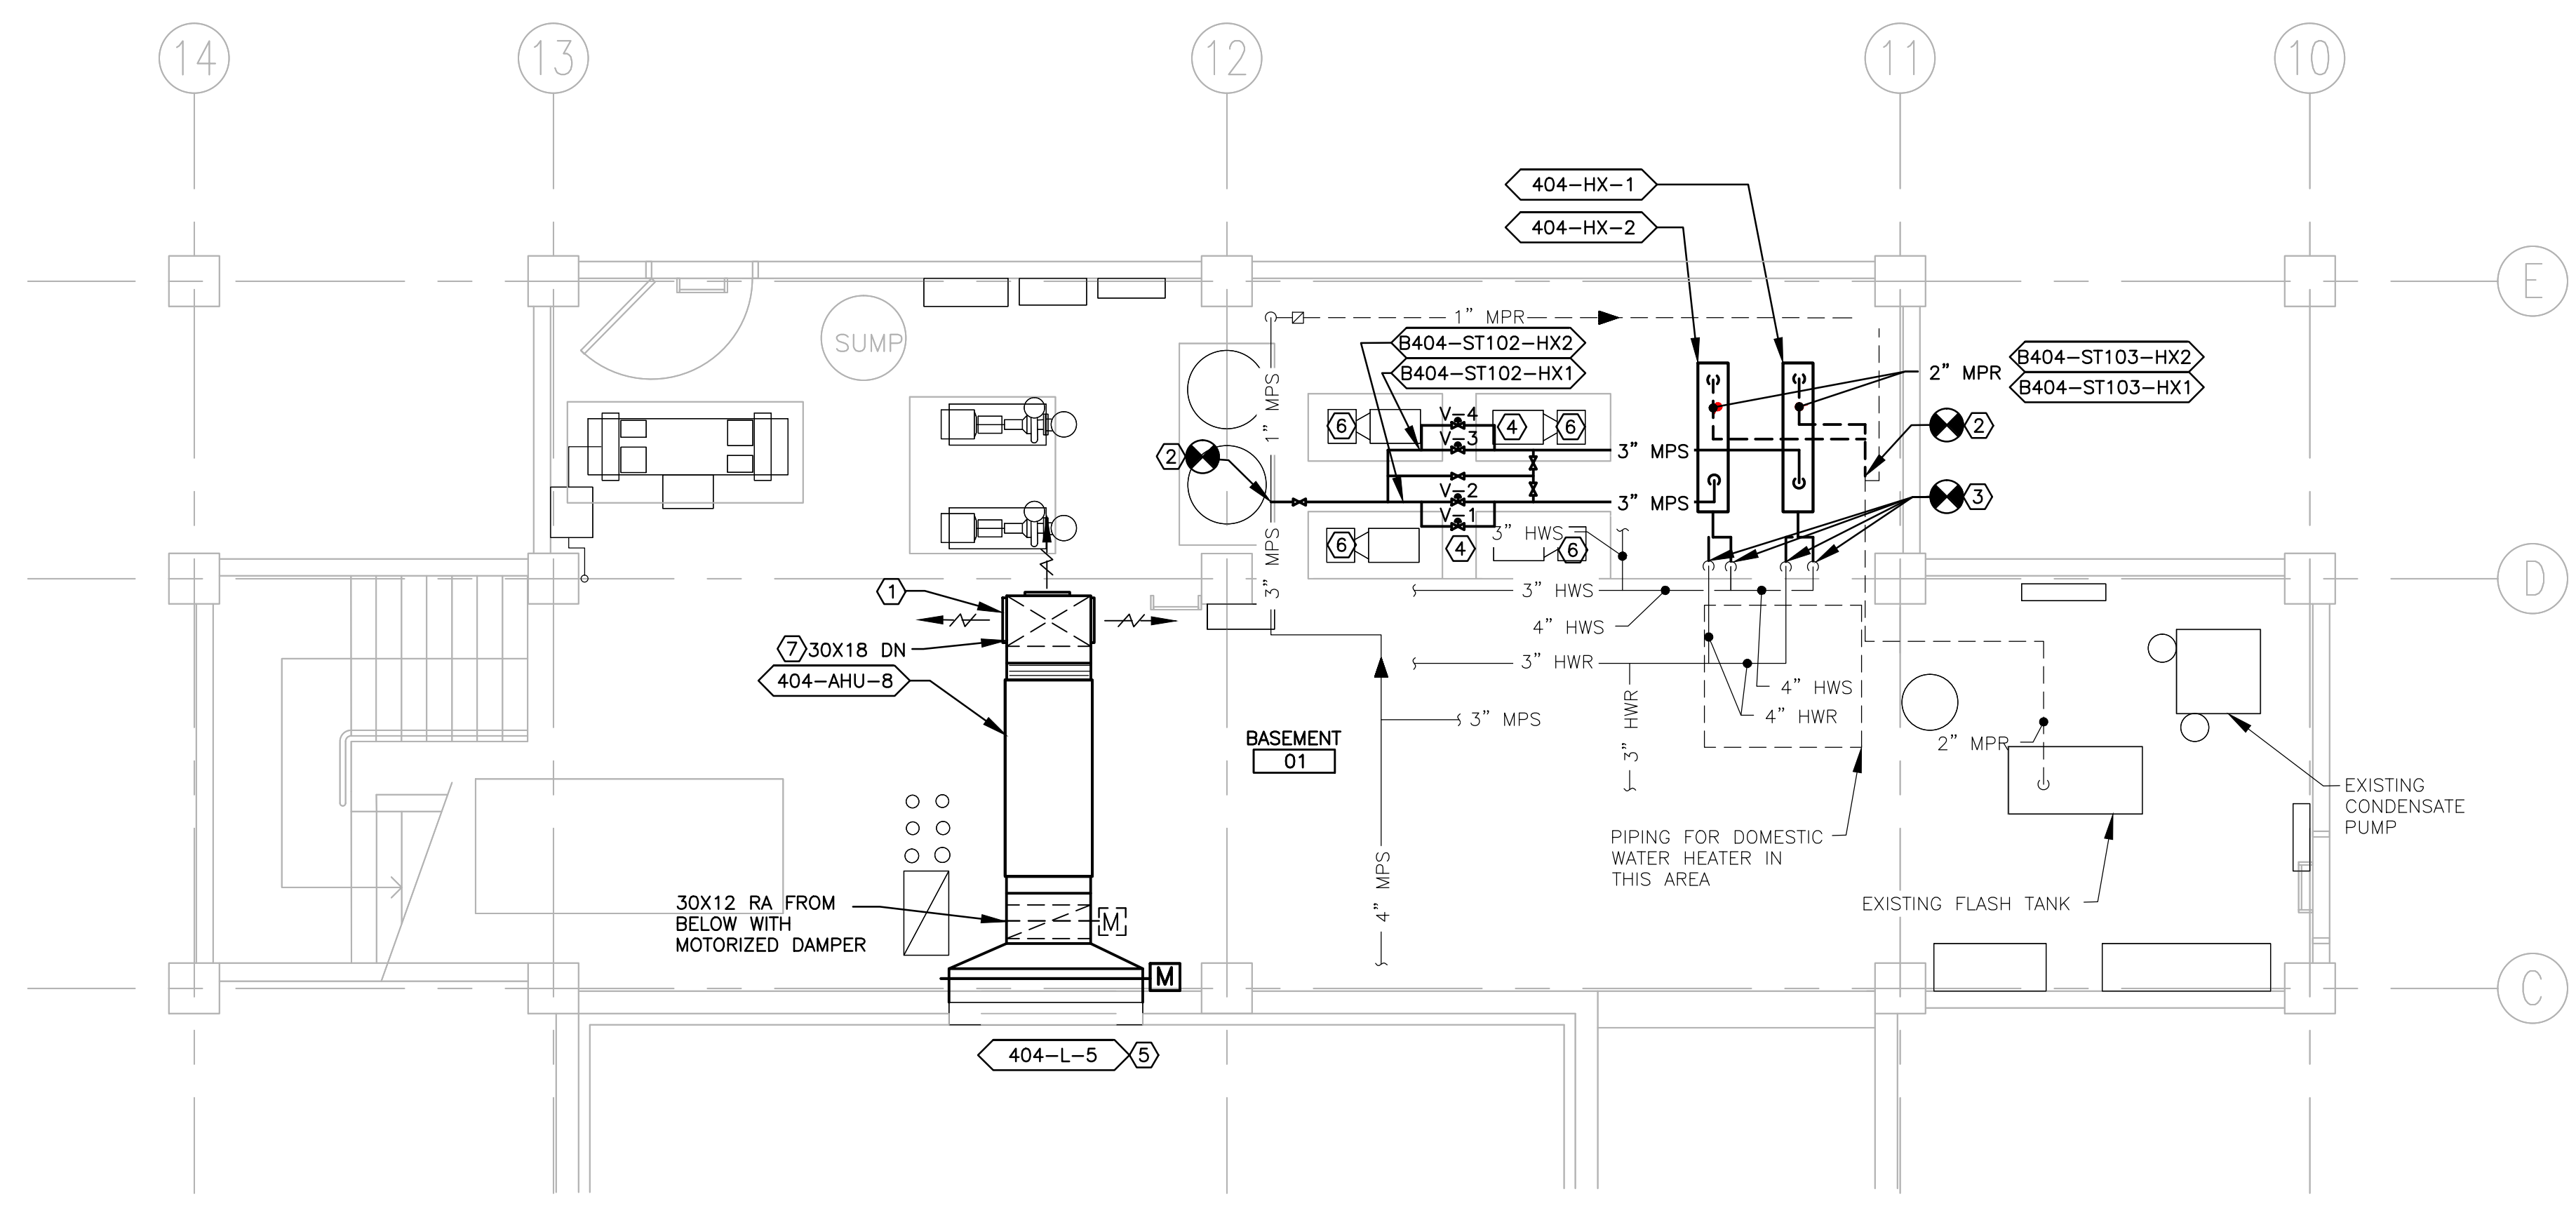 14
13
12
11
10
E
D
C
404-HX-1
404-HX-2
SUMP
1" MPR
1" MPS
B404-ST102-HX2
B404-ST102-HX1
B404-ST103-HX2
2" MPR
B404-ST103-HX1
6
V-4
4
6
2
V-3
3" MPS
2
V-2
3" MPS
3
V-1
3" HWS
6
4
6
3" MPS
1
3" HWS
4" HWS
7
30X18 DN
3" HWR
404-AHU-8
4" HWS
3" HWR
4" HWR
3" MPS
BASEMENT
01
2" MPR
EXISTING
CONDENSATE
PUMP
PIPING FOR DOMESTIC
WATER HEATER IN
THIS AREA
4" MPS
EXISTING FLASH TANK
30X12 RA FROM
BELOW WITH
MOTORIZED DAMPER
M
M
404-L-5
5